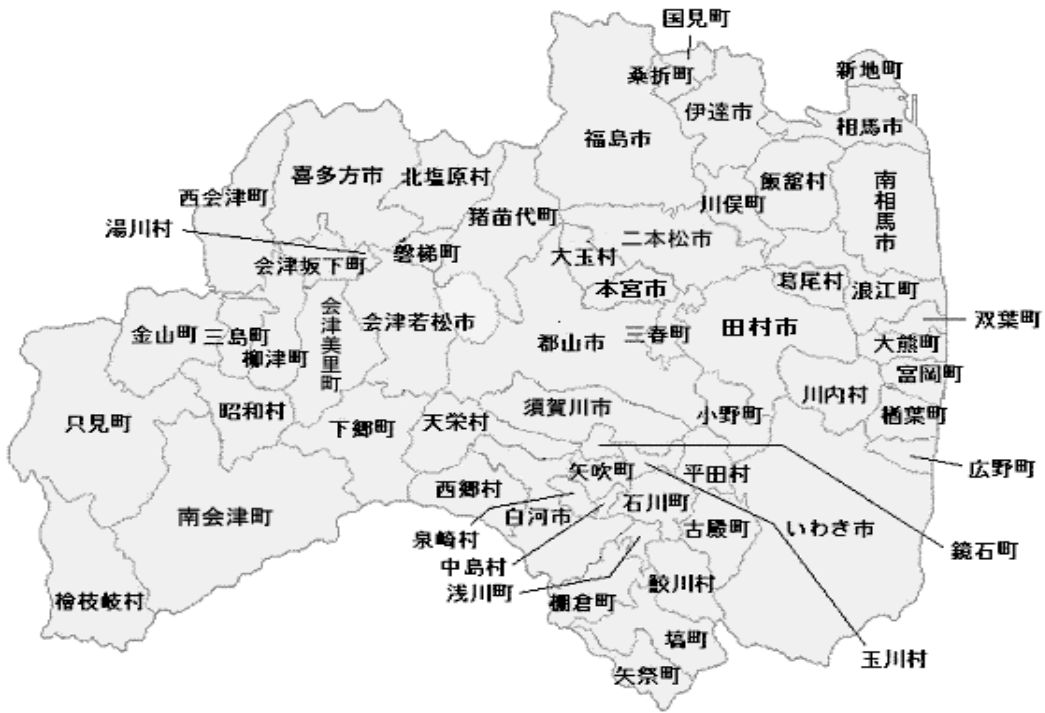 国見町
桑折町
新地町
伊達市
相馬市
福島市
喜多方市
北塩原村
西会津町
飯舘村
川俣町
南相馬市
猪苗代町
湯川村
二本松市
磐梯町
大玉村
会津坂下町
葛尾村
浪江町
本宮市
双葉町
会津美里町
会津若松市
金山町
三島町
柳津町
郡山市
三春町
田村市
大熊町
富岡町
川内村
楢葉町
昭和村
只見町
下郷町
天栄村
須賀川市
小野町
広野町
矢吹町
平田村
西郷村
石川町
南会津町
白河市
古殿町
いわき市
泉崎村
鏡石町
中島村
浅川町
鮫川村
檜枝岐村
棚倉町
塙町
玉川村
矢祭町